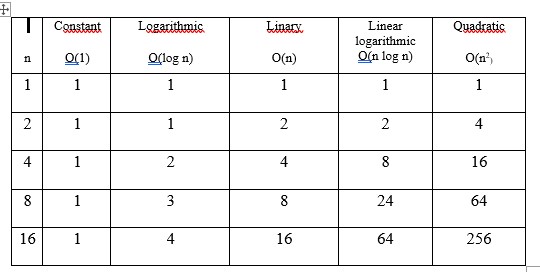 Constant Logarithmic Linary Linear Quadratic
logarithmic
n O(1) O(log n) O(n) O(n log n) O(n²)
1 1 1 1 1 1
2 1 1 2 2 4
4 1 2 4 8 16
8 1 3 8 24 64
16 1 4 16 64 256